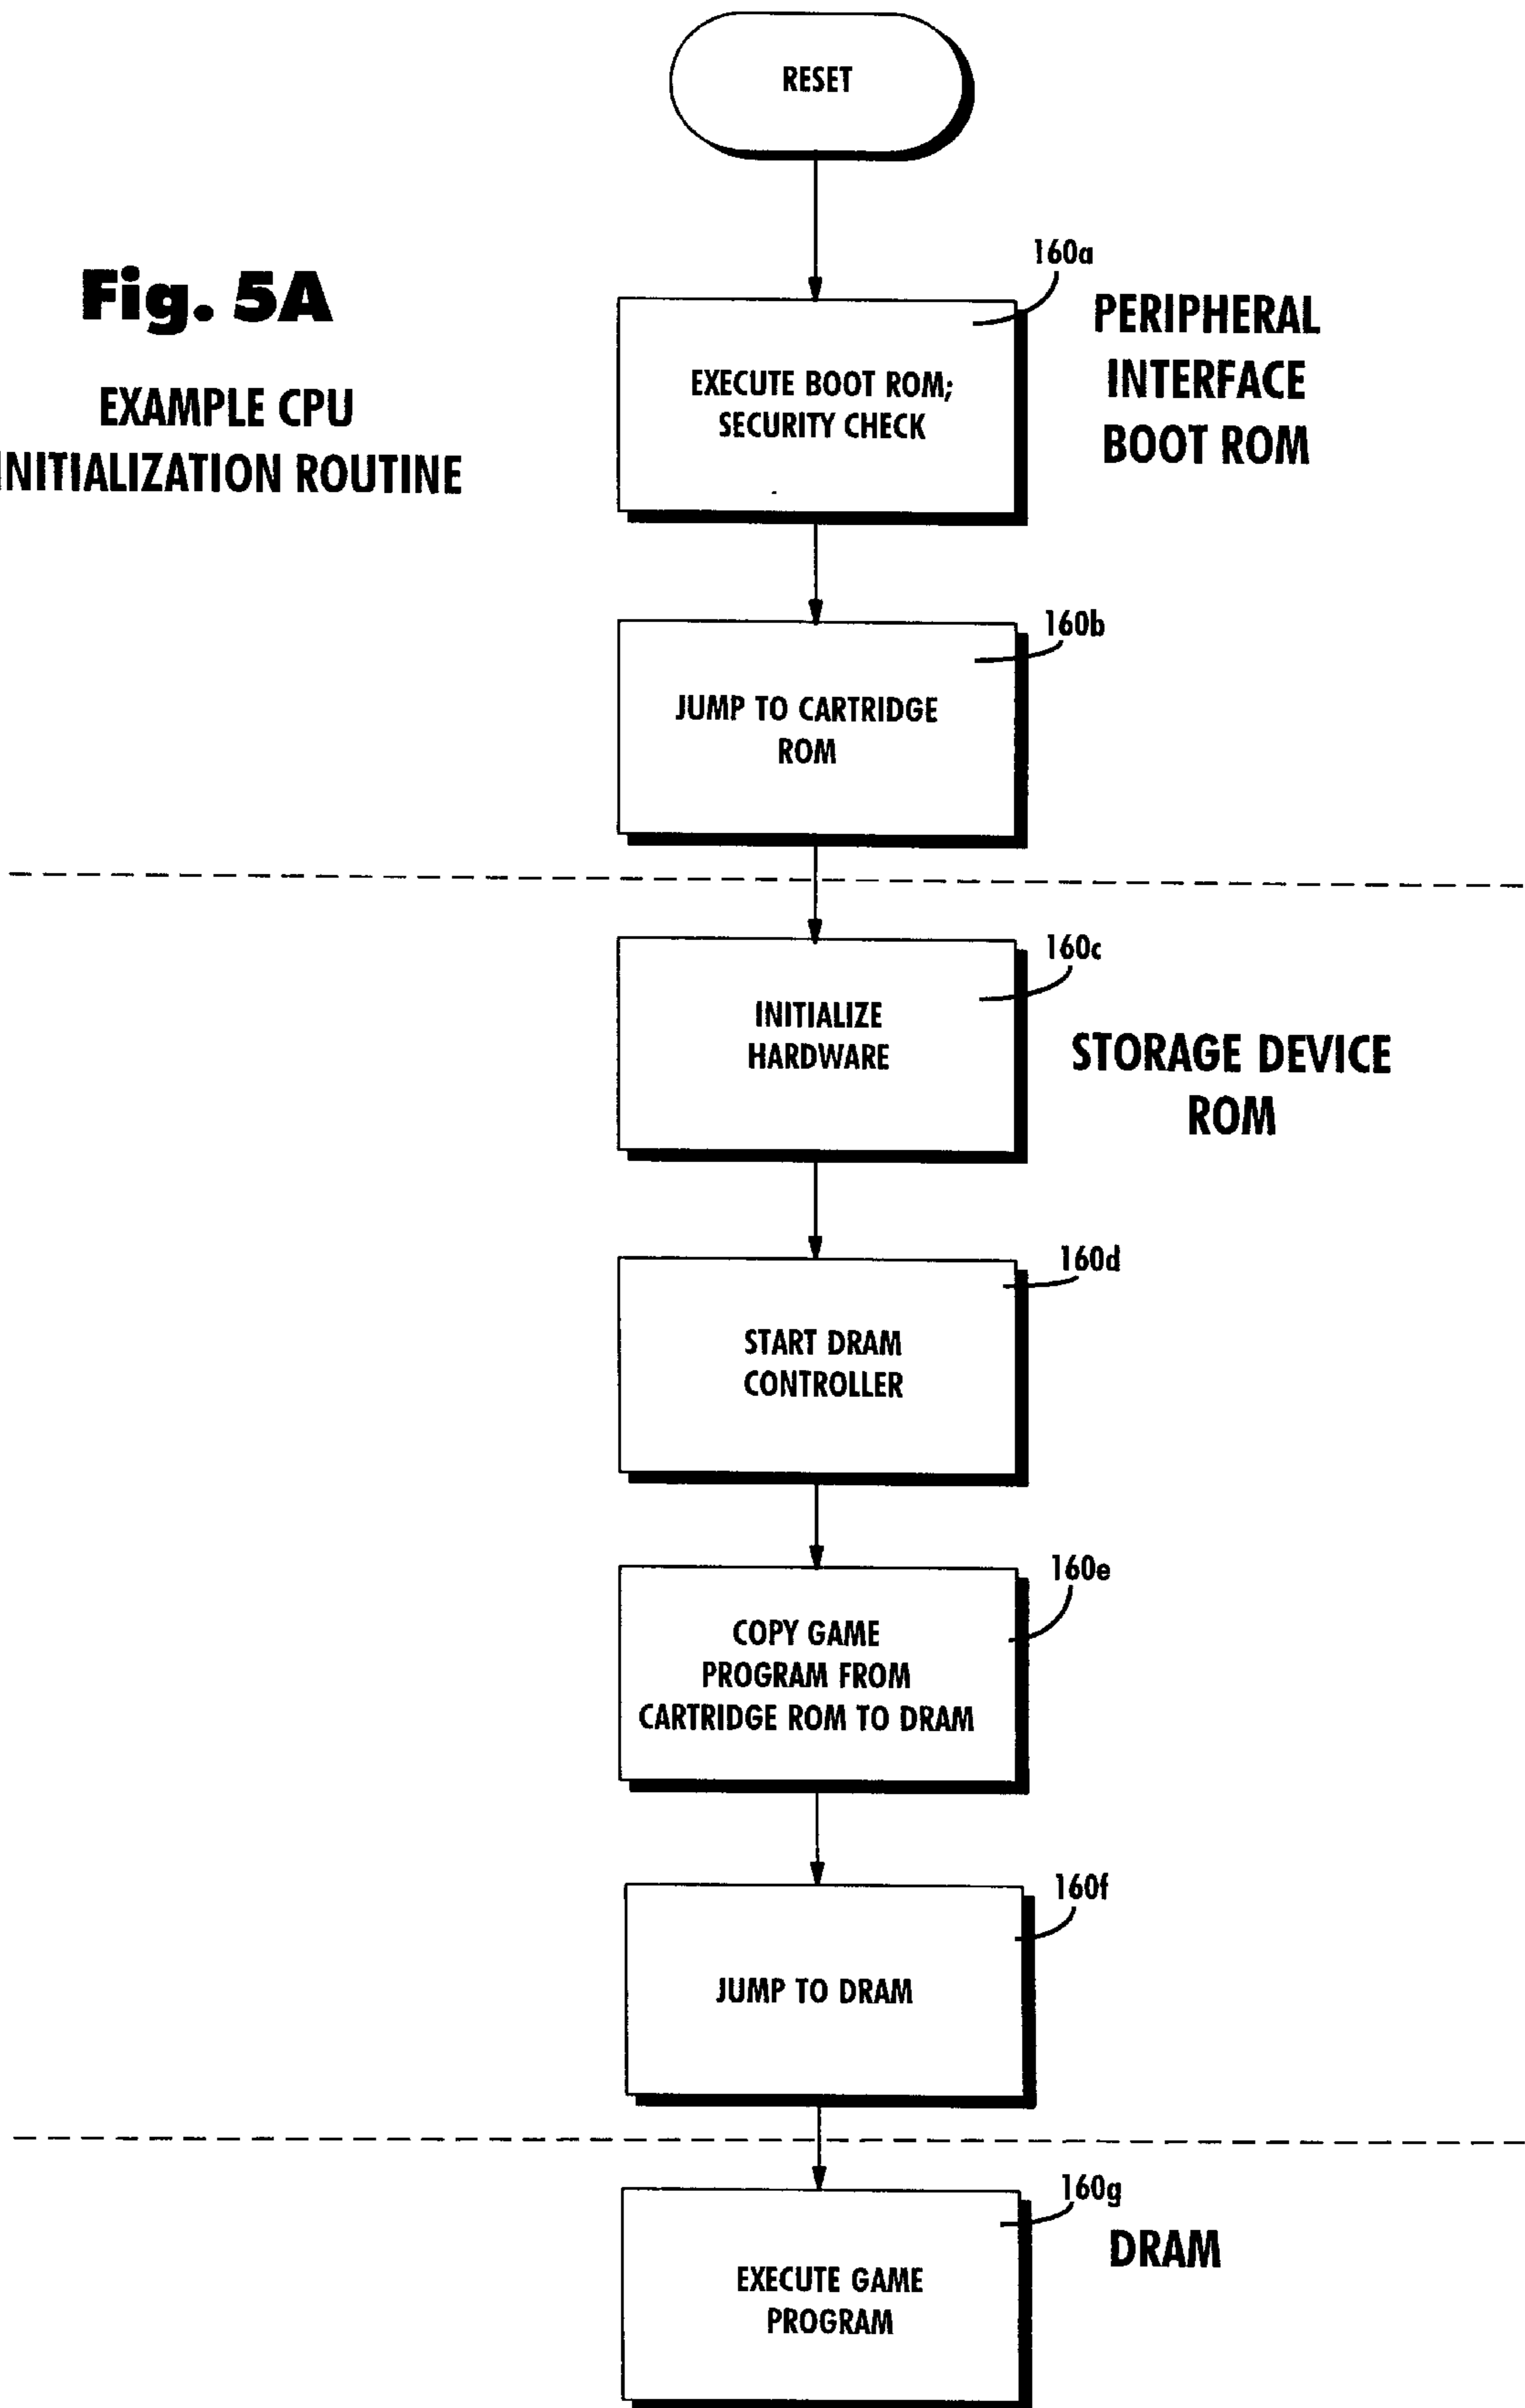 RESET
Fig. 5A
EXAMPLE CPU
INITIALIZATION ROUTINE
160a
EXECUTE BOOT ROM;
SECURITY CHECK
PERIPHERAL
INTERFACE
BOOT ROM
160b
JUMP TO CARTRIDGE
ROM
160c
INITIALIZE
HARDWARE
STORAGE DEVICE
ROM
160d
START DRAM
CONTROLLER
160e
COPY GAME
PROGRAM FROM
CARTRIDGE ROM TO DRAM
160f
JUMP TO DRAM
160g
EXECUTE GAME
PROGRAM
DRAM